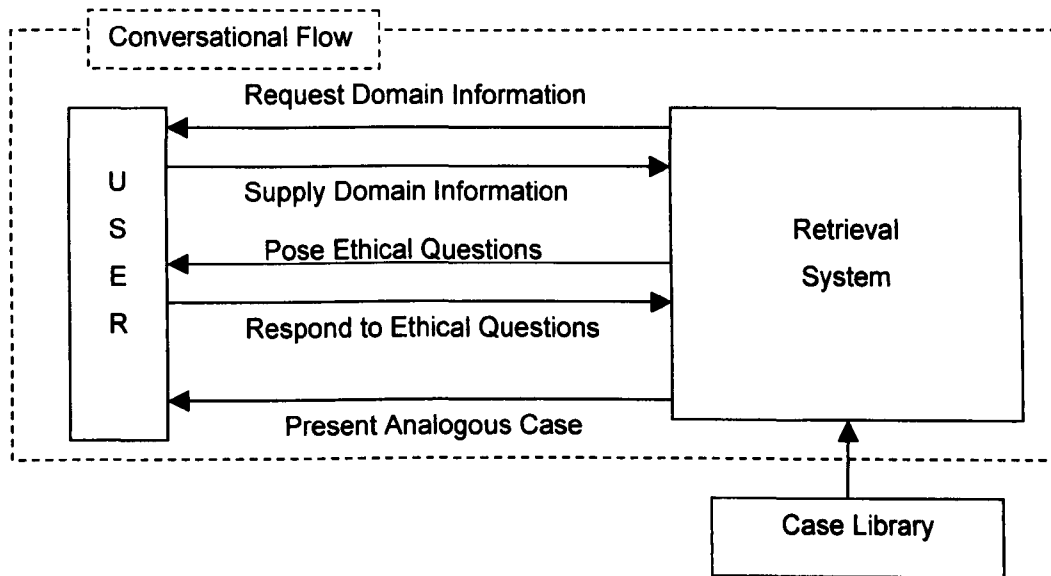 Conversational Flow
Request Domain Information
U
S
E
R
Supply Domain Information
Pose Ethical Questions
Respond to Ethical Questions
Present Analogous Case
Retrieval
System
Case Library